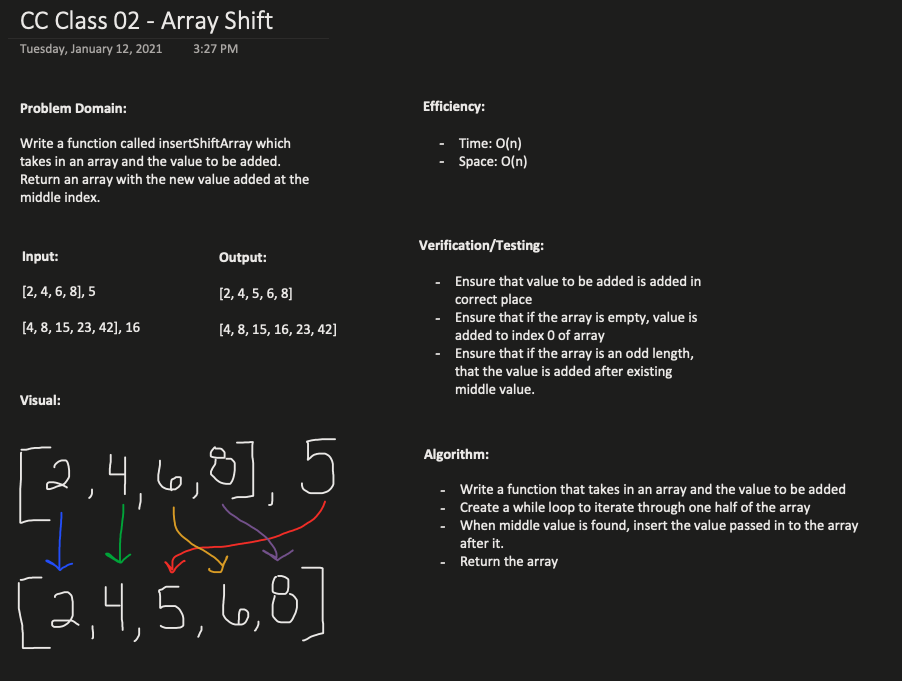 CC Class 02 - Array Shift
Tuesday, January 12, 2021 3:27 PM
Problem Domain:
Write a function called insertShiftArray which
takes in an array and the value to be added.
Return an array with the new value added at the
middle index.
Input:
Output:
[2, 4, 6, 8], 5
[2, 4, 5, 6, 8]
[4, 8, 15, 23, 42], 16
[4, 8, 15, 16, 23, 42]
Visual:
[2,4,6,8],5
[2,4,5,6,8]
Efficiency:
- Time: O(n)
- Space: O(n)
Verification/Testing:
- Ensure that value to be added is added in
correct place
- Ensure that if the array is empty, value is
added to index 0 of array
- Ensure that if the array is an odd length,
that the value is added after existing
middle value.
Algorithm:
- Write a function that takes in an array and the value to be added
- Create a while loop to iterate through one half of the array
- When middle value is found, insert the value passed in to the array
after it.
- Return the array